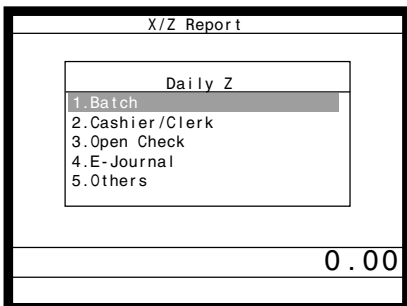 X/Z Report
Daily Z
1.Batch
2.Cashier/Clerk
3.Open Check
4.E-Journal
5.Others
0.00